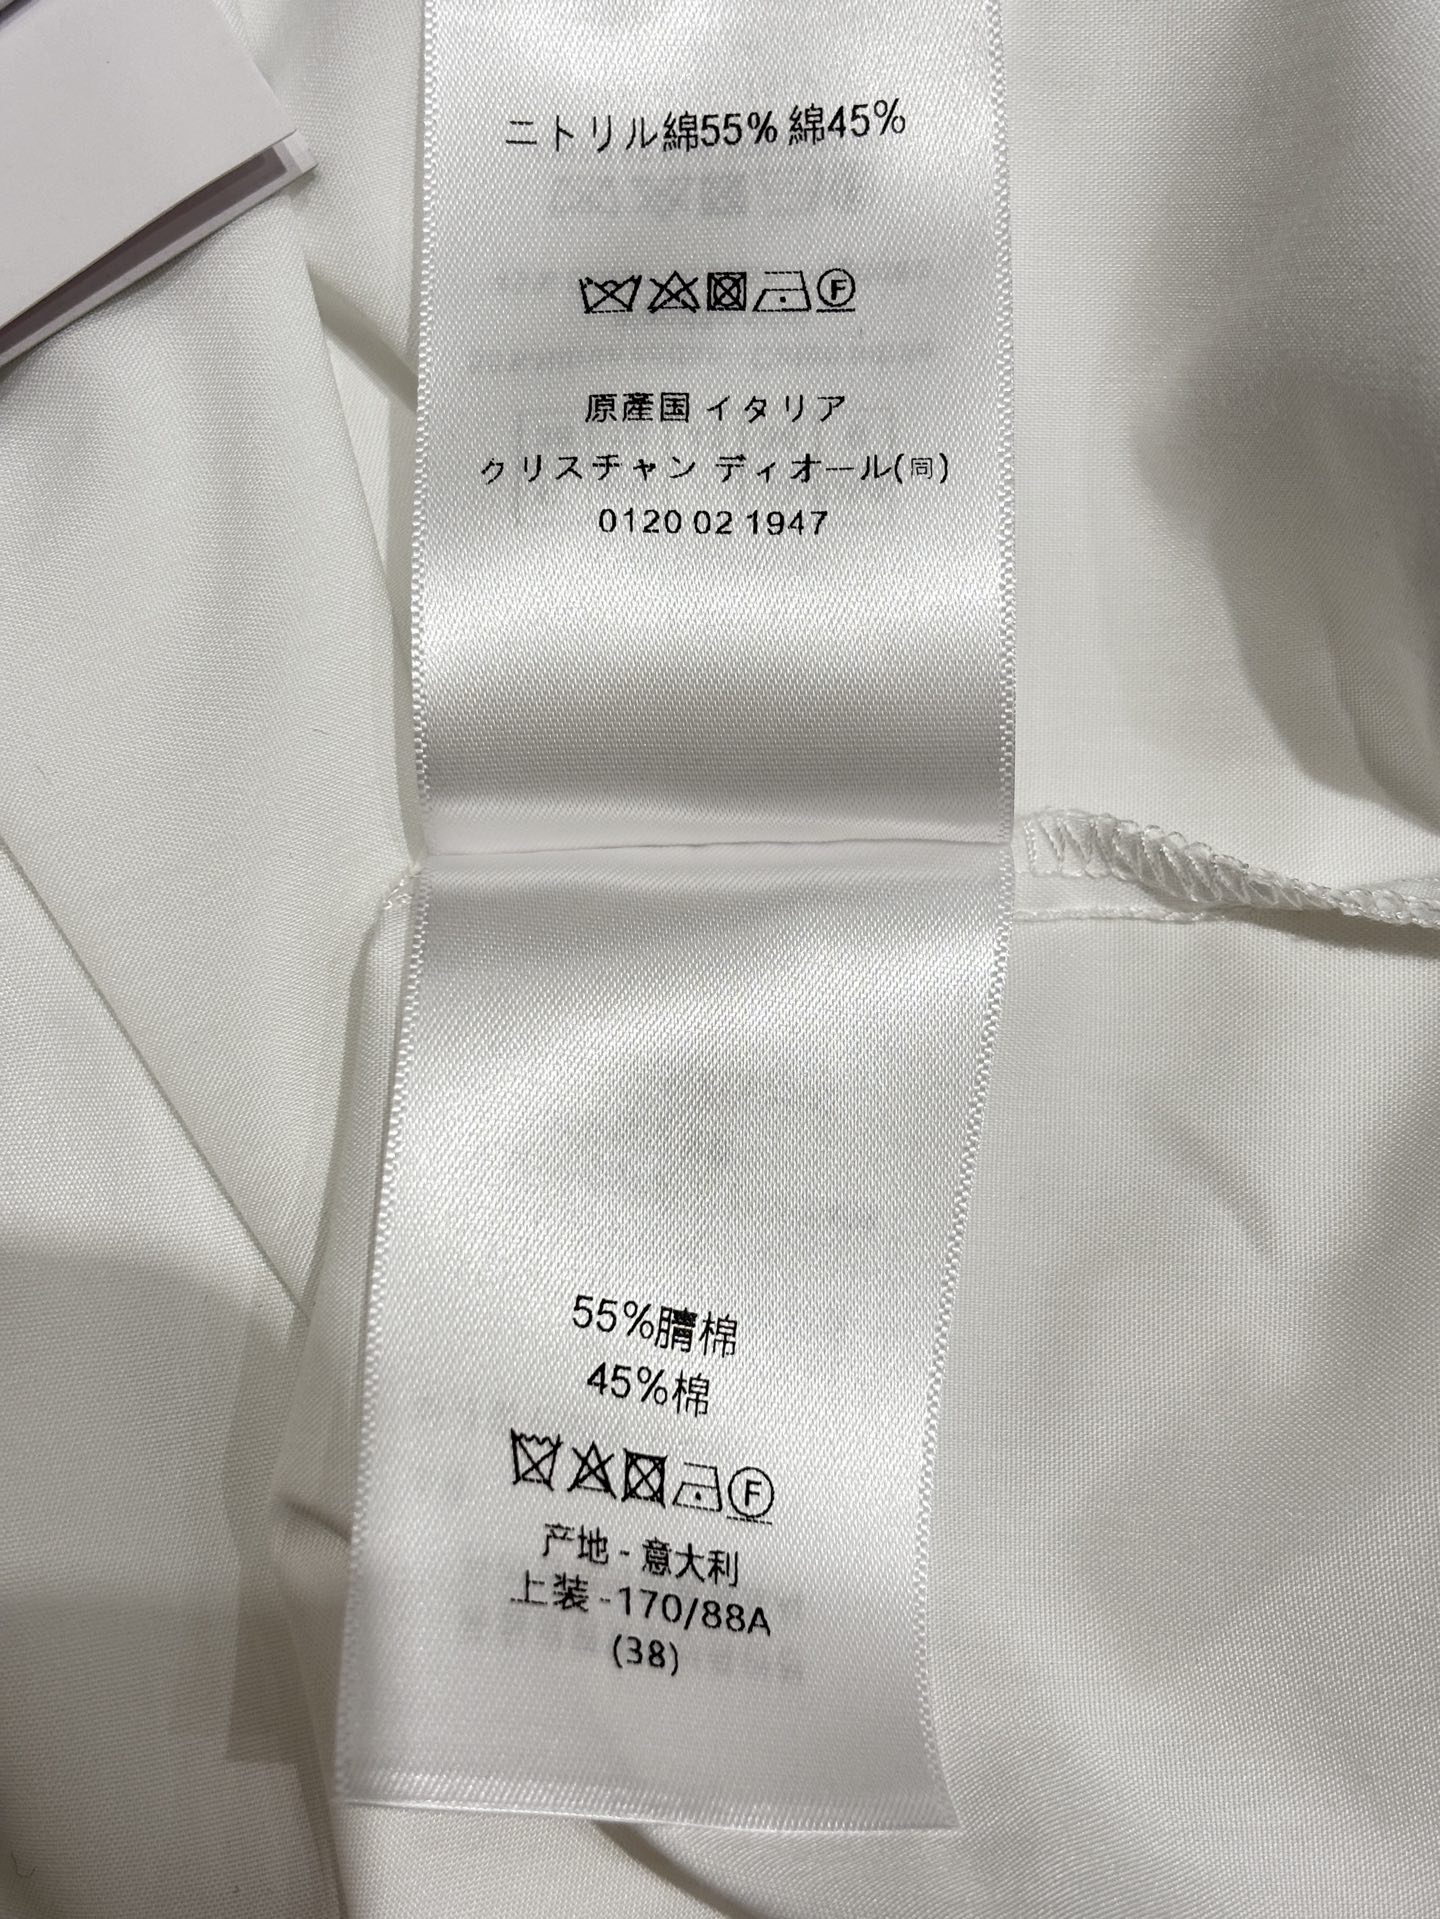 ニトリル綿55% 綿45%
F
原產国 イタリア
クリスチャン ディオール(同)
0120 02 1947
55%腈棉
45%棉
F
产地 - 意大利
上装 -170/88A
(38)